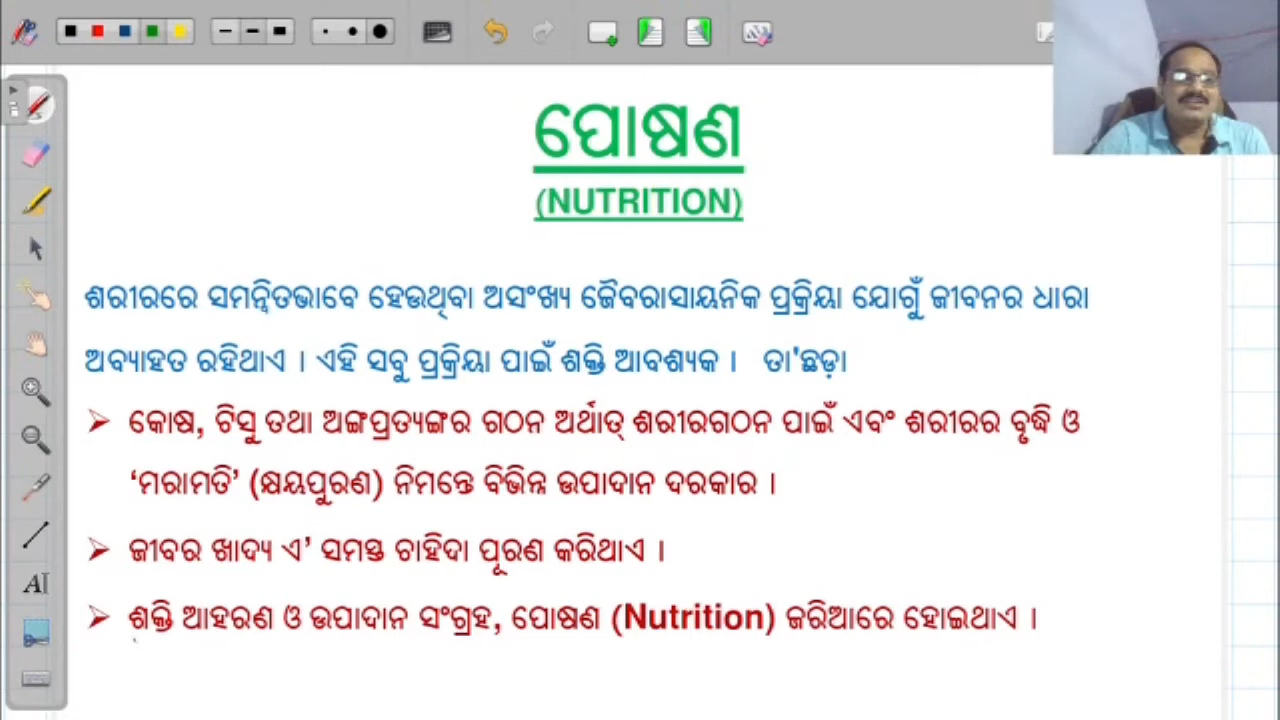 ପୋଷଣ
(NUTRITION)
ଶରୀରରେ ସମନ୍ୱିତଭାବେ ହେଉଥିବା ଅସଂଖ୍ୟ ଜୈବରାସାୟନିକ ପ୍ରକ୍ରିୟା ଯୋଗୁଁ ଜୀବନର ଧାରା
ଅବ୍ୟାହତ ରହିଥାଏ । ଏହି ସବୁ ପ୍ରକ୍ରିୟା ପାଇଁ ଶକ୍ତି ଆବଶ୍ୟକ । ତା'ଛଡ଼ା
➢ କୋଷ, ଟିସୁ ତଥା ଅଙ୍ଗପ୍ରତ୍ୟଙ୍ଗର ଗଠନ ଅର୍ଥାତ୍ ଶରୀରଗଠନ ପାଇଁ ଏବଂ ଶରୀରର ବୃଦ୍ଧି ଓ
‘ମରାମତି’ (କ୍ଷୟପୁରଣ) ନିମନ୍ତେ ବିଭିନ୍ନ ଉପାଦାନ ଦରକାର ।
➢ ଜୀବର ଖାଦ୍ୟ ଏ’ ସମସ୍ତ ଚାହିଦା ପୂରଣ କରିଥାଏ ।
➢ ଶକ୍ତି ଆହରଣ ଓ ଉପାଦାନ ସଂଗ୍ରହ, ପୋଷଣ (Nutrition) ଜରିଆରେ ହୋଇଥାଏ ।